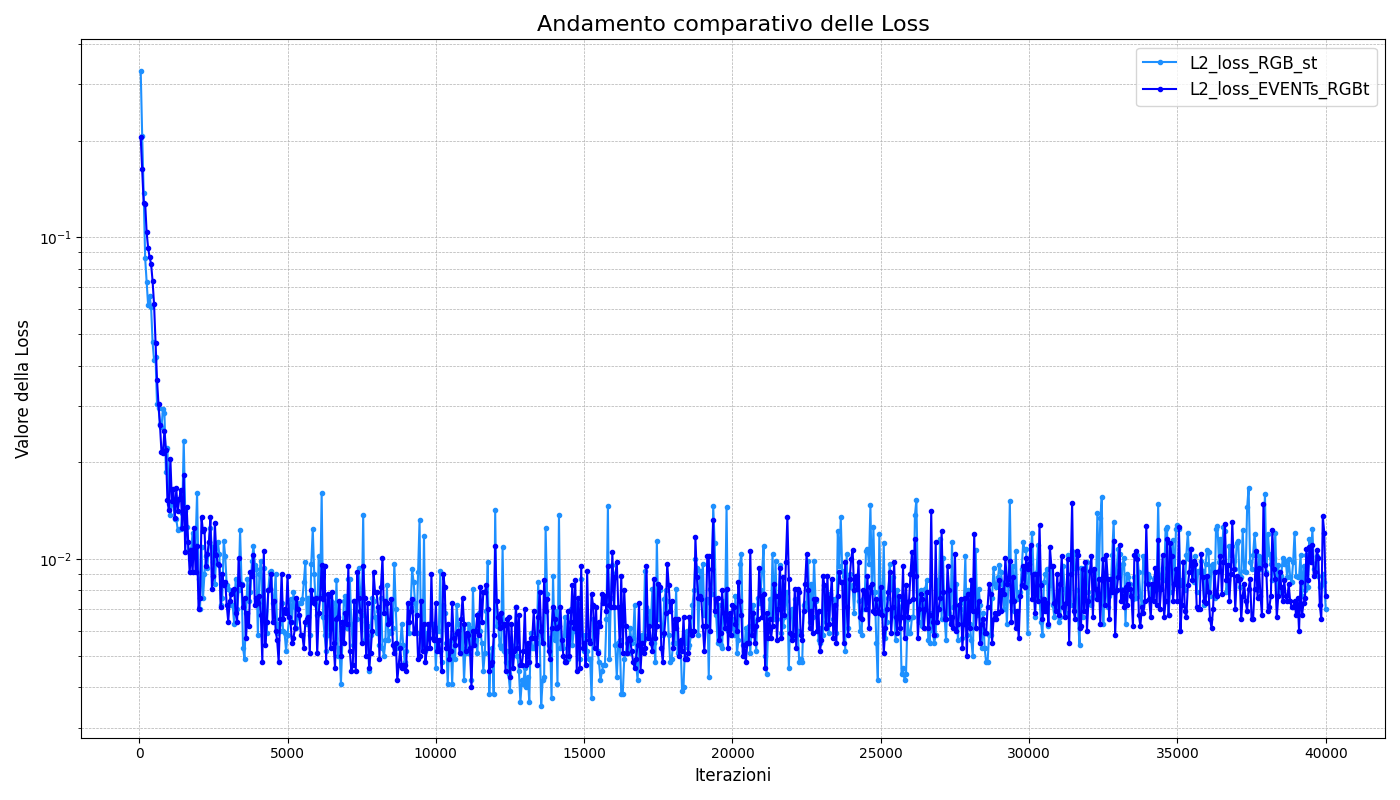 Andamento comparativo delle Loss
L2_loss_RGB_st
L2_loss_EVENTs_RGBt
Valore della Loss
10⁻¹
10⁻²
0 5000 10000 15000 20000 25000 30000 35000 40000
Iterazioni